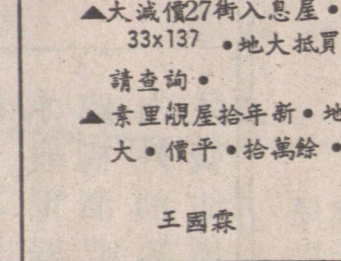 ▲大減價27街入息屋•
33x137 •地大抵買
請查詢•
▲素里靚屋拾年新•地
大•價平•拾萬餘•
王國霖